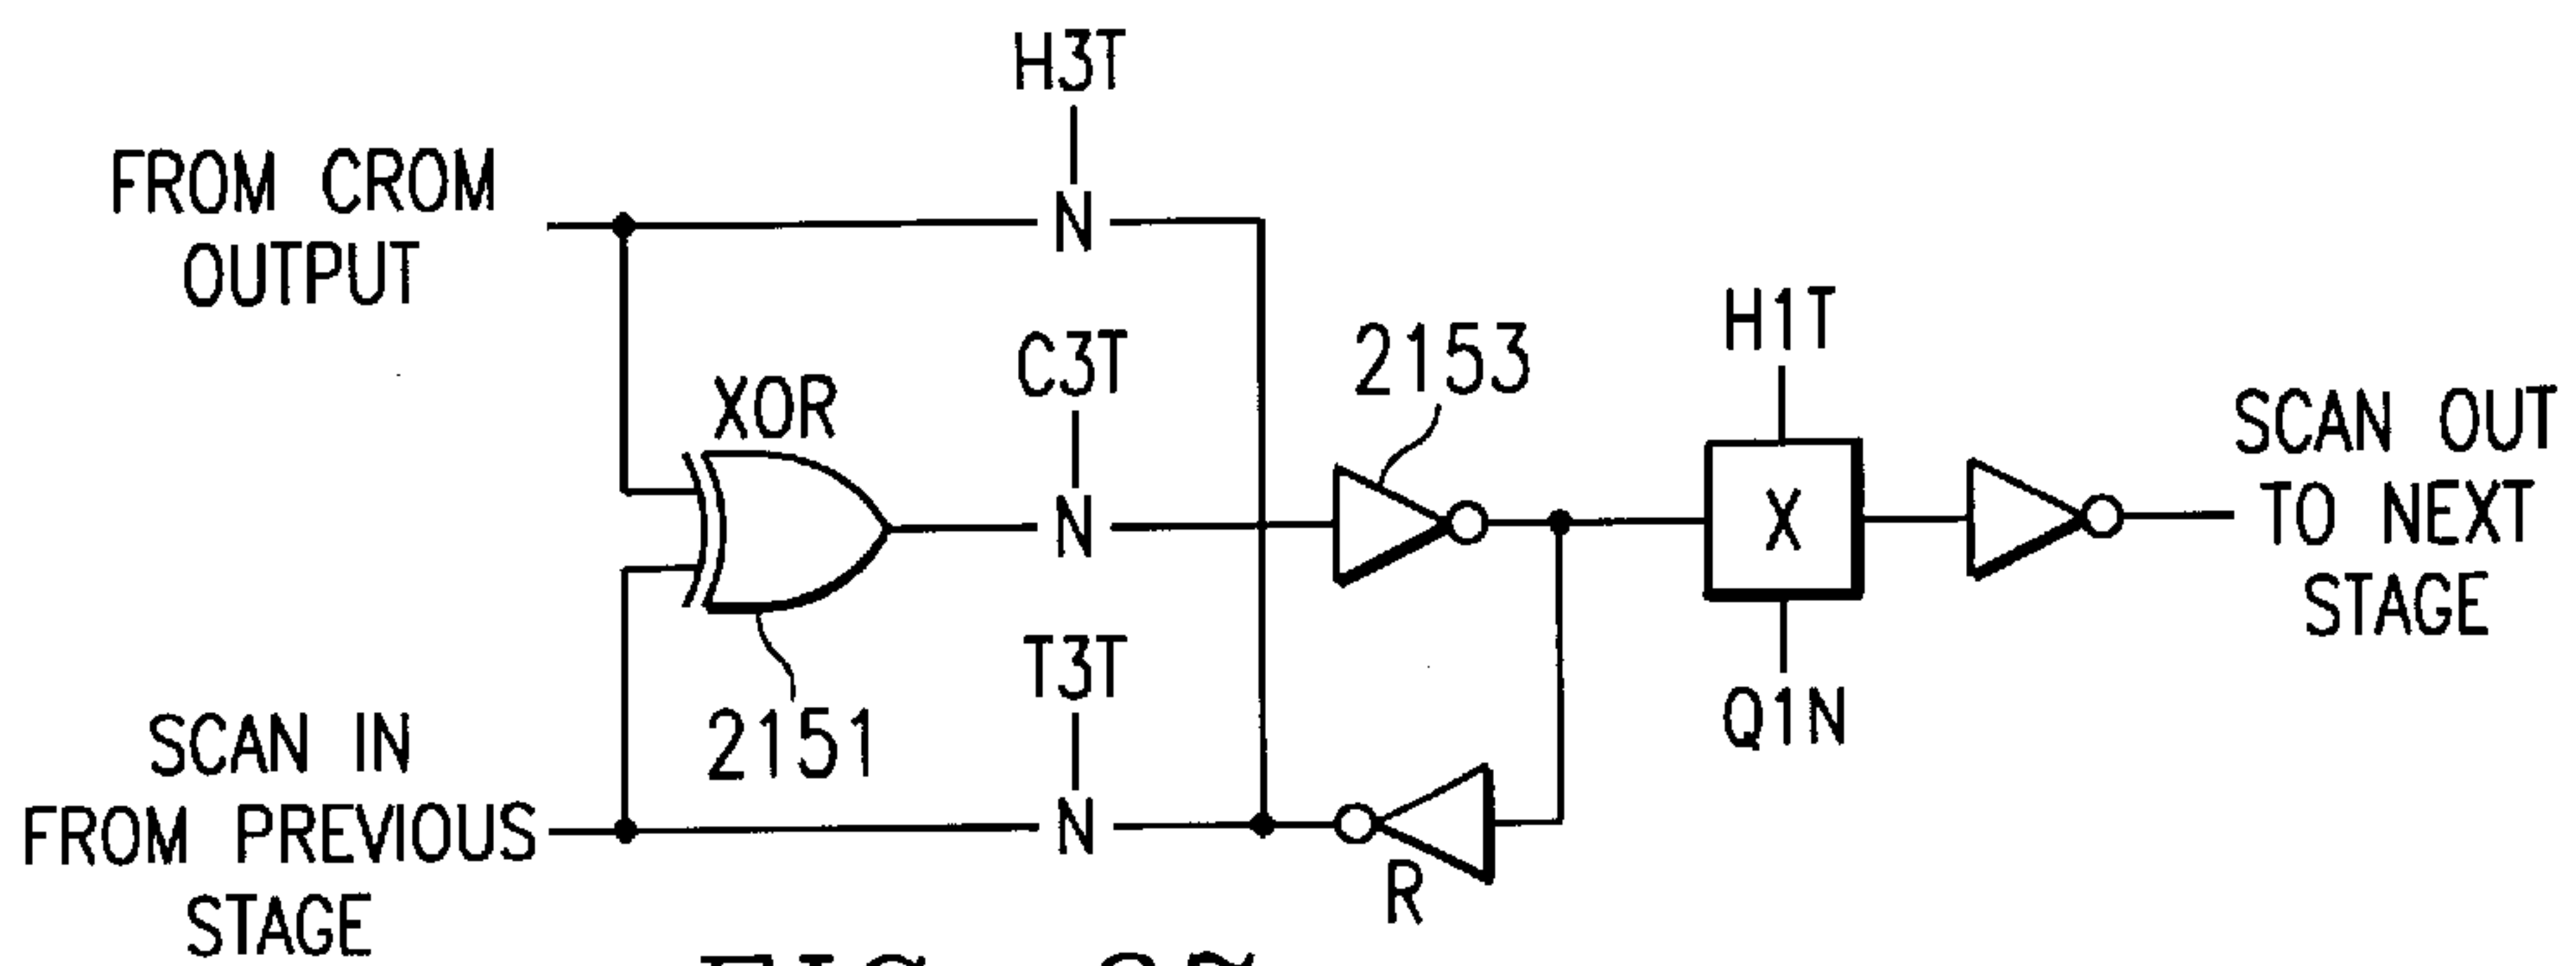 H3T
FROM CROM
OUTPUT
N
C3T
XOR
N
2151
2153
H1T
X
Q1N
SCAN OUT
TO NEXT
STAGE
T3T
SCAN IN
FROM PREVIOUS
STAGE
N
R